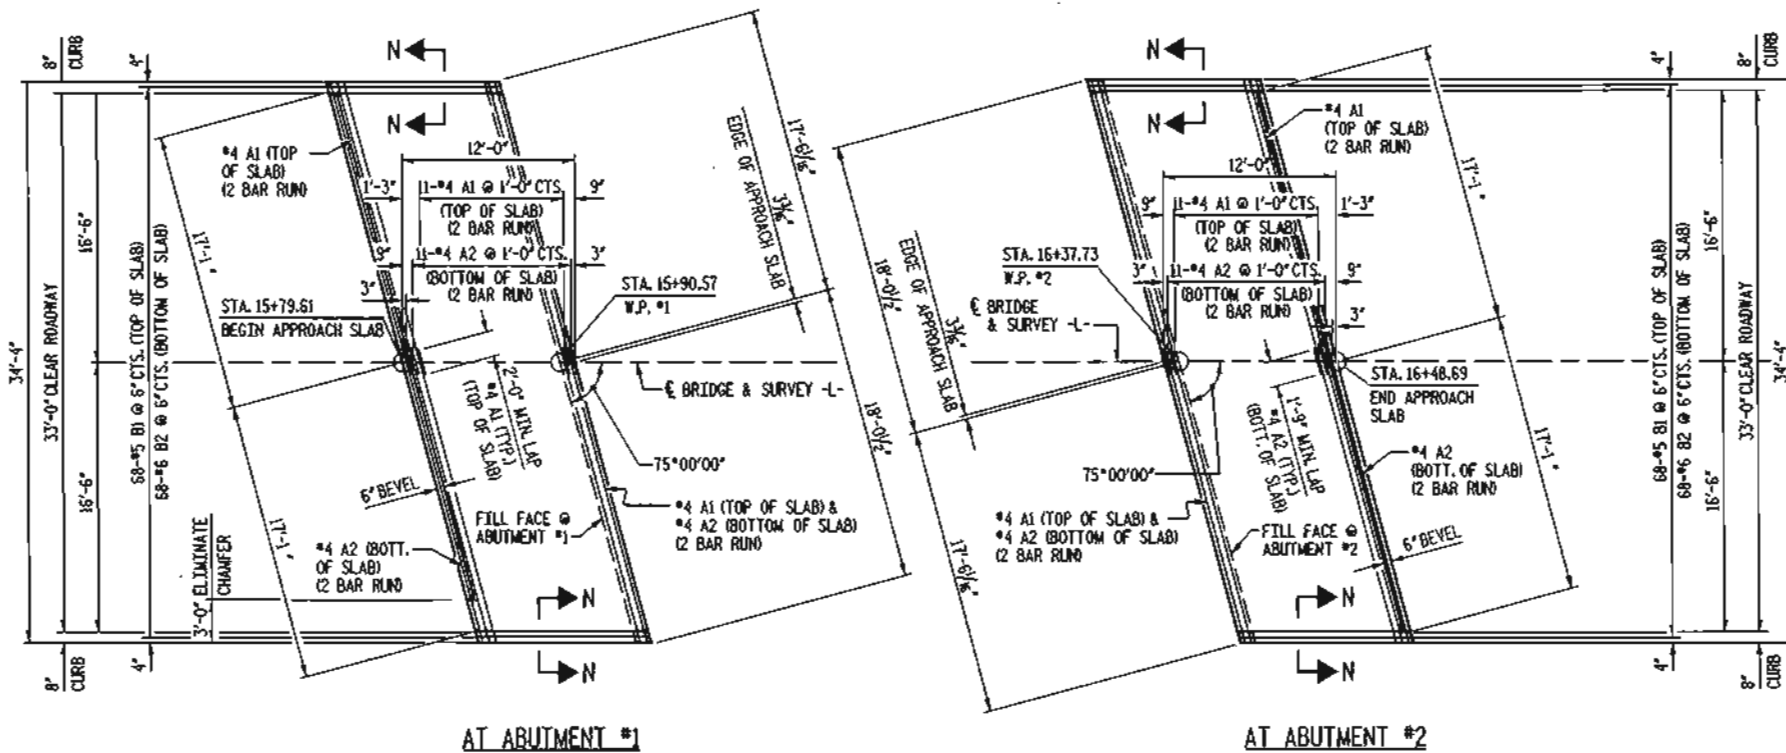 8"
CURB
4"
34'-4"
33'-0" CLEAR ROADWAY
16'-6"
16'-6"
68-#5 B1 @ 6" CTS. (TOP OF SLAB)
68-#6 B2 @ 6" CTS. (BOTTOM OF SLAB)
8"
CURB
4"
N
N
#4 A1 (TOP
OF SLAB)
(2 BAR RUN)
17'-1"
12'-0"
1'-3"
11-#4 A1 @ 1'-0" CTS.
9"
(TOP OF SLAB)
(2 BAR RUN)
9"
11-#4 A2 @ 1'-0" CTS.
3"
(BOTTOM OF SLAB)
(2 BAR RUN)
3"
STA. 15+79.61
BEGIN APPROACH SLAB
STA. 15+90.57
W.P. #1
EDGE OF APPROACH SLAB
17'-6 1/16"
3 3/16"
18'-0 1/2"
℄ BRIDGE & SURVEY -L-
2'-0" MIN. LAP
#4 A1 (TYP.)
(TOP OF SLAB)
75°00'00"
6" BEVEL
FILL FACE @
ABUTMENT #1
#4 A1 (TOP OF SLAB) &
#4 A2 (BOTTOM OF SLAB)
(2 BAR RUN)
17'-1"
#4 A2 (BOTT.
OF SLAB)
(2 BAR RUN)
3'-0" ELIMINATE
CHAMFER
N
N
AT ABUTMENT #1
N
N
#4 A1
(TOP OF SLAB)
(2 BAR RUN)
12'-0"
9"
11-#4 A1 @ 1'-0" CTS.
1'-3"
(TOP OF SLAB)
(2 BAR RUN)
3"
11-#4 A2 @ 1'-0" CTS.
9"
(BOTTOM OF SLAB)
(2 BAR RUN)
3"
STA. 16+37.73
W.P. #2
℄ BRIDGE
& SURVEY -L-
EDGE OF APPROACH SLAB
18'-0 1/2"
3 3/16"
17'-6 1/16"
17'-1"
STA. 16+48.69
END APPROACH
SLAB
1'-9" MIN. LAP
#4 A2 (TYP.)
(BOTT. OF SLAB)
75°00'00"
#4 A2
(BOTT. OF SLAB)
(2 BAR RUN)
#4 A1 (TOP OF SLAB) &
#4 A2 (BOTTOM OF SLAB)
(2 BAR RUN)
FILL FACE @
ABUTMENT #2
6" BEVEL
17'-1"
N
N
4"
8"
CURB
16'-6"
16'-6"
68-#5 B1 @ 6" CTS. (TOP OF SLAB)
68-#6 B2 @ 6" CTS. (BOTTOM OF SLAB)
33'-0" CLEAR ROADWAY
34'-4"
4"
8"
CURB
AT ABUTMENT #2